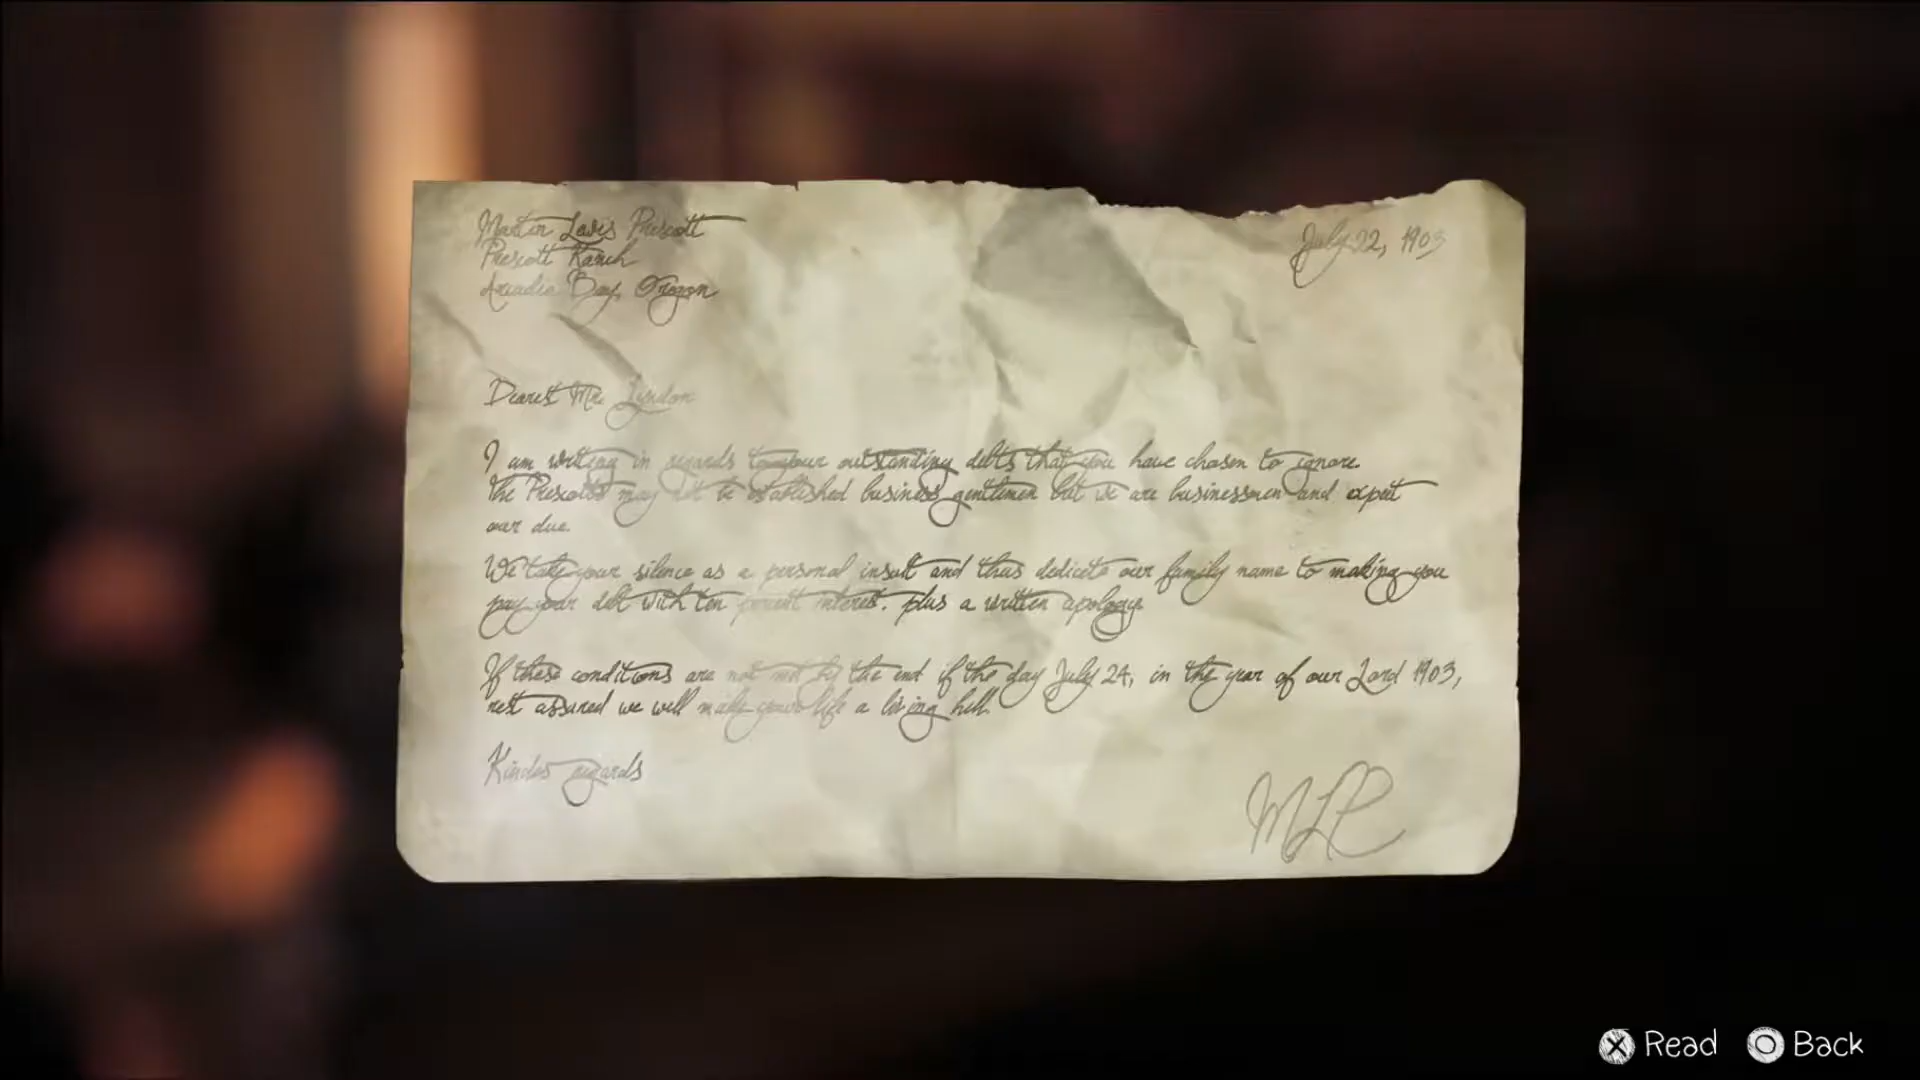 Martin Lewis Prescott
Prescott Ranch
Arcadia Bay, Oregon
July 22, 1903
Dearest Mr. Lyndon
I am writing in regards to your outstanding debts that you have chosen to ignore.
The Prescotts may not be established business gentlemen but we are businessmen and expect
our due.
We take your silence as a personal insult and thus dedicate our family name to making you
pay your debt with ten percent interest. plus a written apology.
If these conditions are not met by the end if the day July 24, in the year of our Lord 1903,
rest assured we will make your life a living hell.
Kindes regards
MLP
Read Back